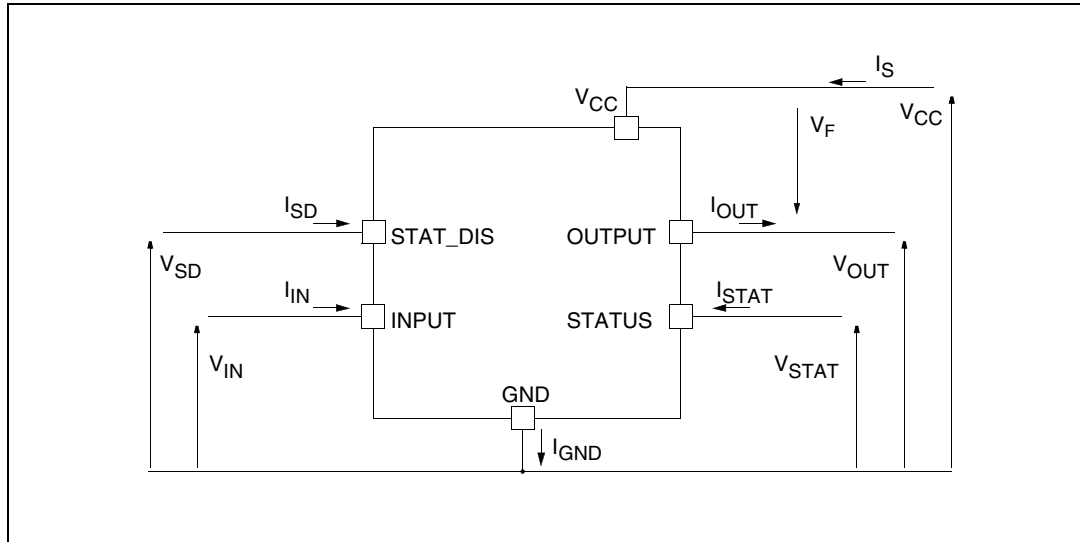 I_S
V_CC
V_CC
V_F
I_SD
I_OUT
STAT_DIS
OUTPUT
V_SD
V_OUT
I_IN
I_STAT
INPUT
STATUS
V_IN
V_STAT
GND
I_GND